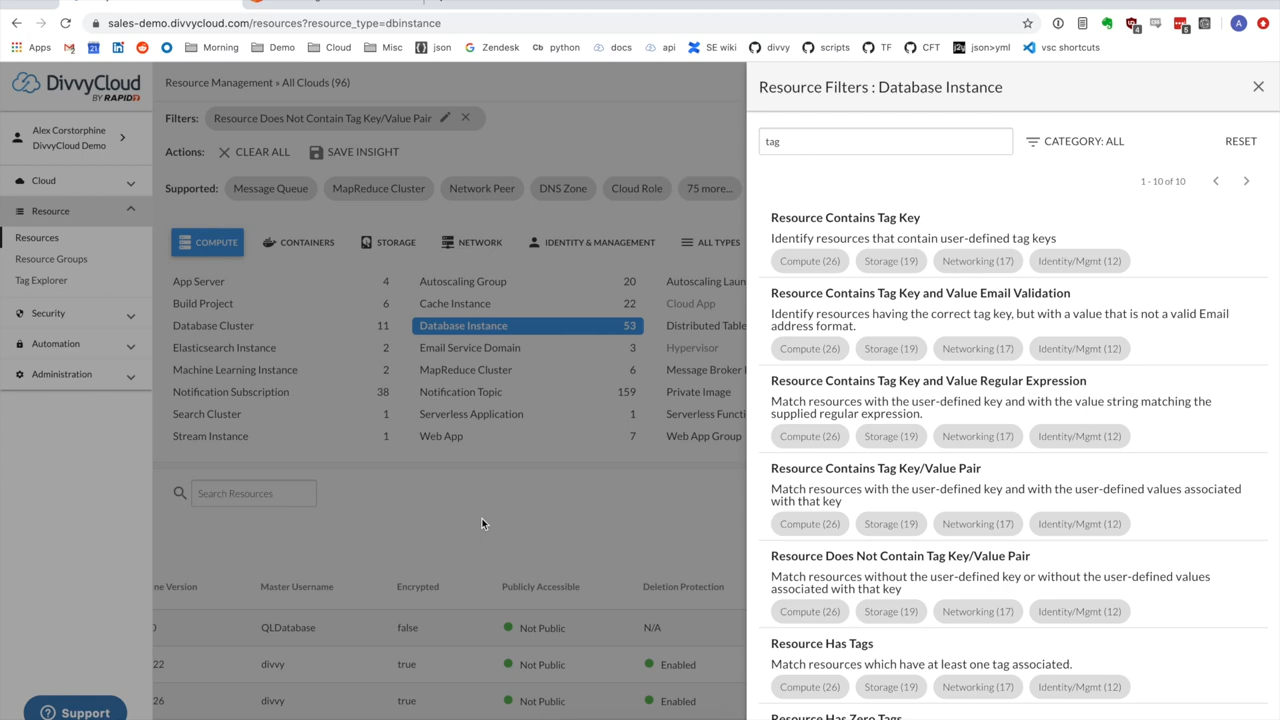 sales-demo.divvycloud.com/resources?resource_type=dbinstance
4
5
A
Apps
21
Morning
Demo
Cloud
Misc
json
Zendesk
Cb python
docs
api
SE wiki
divvy
scripts
TF
CFT
json>yml
vsc shortcuts
DivvyCloud
BY RAPID7
Alex Corstorphine
DivvyCloud Demo
Cloud
Resource
Resources
Resource Groups
Tag Explorer
Security
Automation
Administration
Support
Resource Management » All Clouds (96)
Filters: Resource Does Not Contain Tag Key/Value Pair
Actions: CLEAR ALL SAVE INSIGHT
Supported: Message Queue MapReduce Cluster Network Peer DNS Zone Cloud Role 75 more...
COMPUTE CONTAINERS STORAGE NETWORK IDENTITY & MANAGEMENT ALL TYPES
App Server 4 Autoscaling Group 20 Autoscaling Laun
Build Project 6 Cache Instance 22 Cloud App
Database Cluster 11 Database Instance 53 Distributed Table
Elasticsearch Instance 2 Email Service Domain 3 Hypervisor
Machine Learning Instance 2 MapReduce Cluster 6 Message Broker I
Notification Subscription 38 Notification Topic 159 Private Image
Search Cluster 1 Serverless Application 1 Serverless Functi
Stream Instance 1 Web App 7 Web App Group
Search Resources
ne Version Master Username Encrypted Publicly Accessible Deletion Protection
QLDatabase false Not Public N/A
22 divvy true Not Public Enabled
26 divvy true Not Public Enabled
Resource Filters : Database Instance
tag
CATEGORY: ALL
RESET
1 - 10 of 10
Resource Contains Tag Key
Identify resources that contain user-defined tag keys
Compute (26) Storage (19) Networking (17) Identity/Mgmt (12)
Resource Contains Tag Key and Value Email Validation
Identify resources having the correct tag key, but with a value that is not a valid Email
address format.
Compute (26) Storage (19) Networking (17) Identity/Mgmt (12)
Resource Contains Tag Key and Value Regular Expression
Match resources with the user-defined key and with the value string matching the
supplied regular expression.
Compute (26) Storage (19) Networking (17) Identity/Mgmt (12)
Resource Contains Tag Key/Value Pair
Match resources with the user-defined key and with the user-defined values associated
with that key
Compute (26) Storage (19) Networking (17) Identity/Mgmt (12)
Resource Does Not Contain Tag Key/Value Pair
Match resources without the user-defined key or without the user-defined values
associated with that key
Compute (26) Storage (19) Networking (17) Identity/Mgmt (12)
Resource Has Tags
Match resources which have at least one tag associated.
Compute (26) Storage (19) Networking (17) Identity/Mgmt (12)
Resource Has Zero Tags